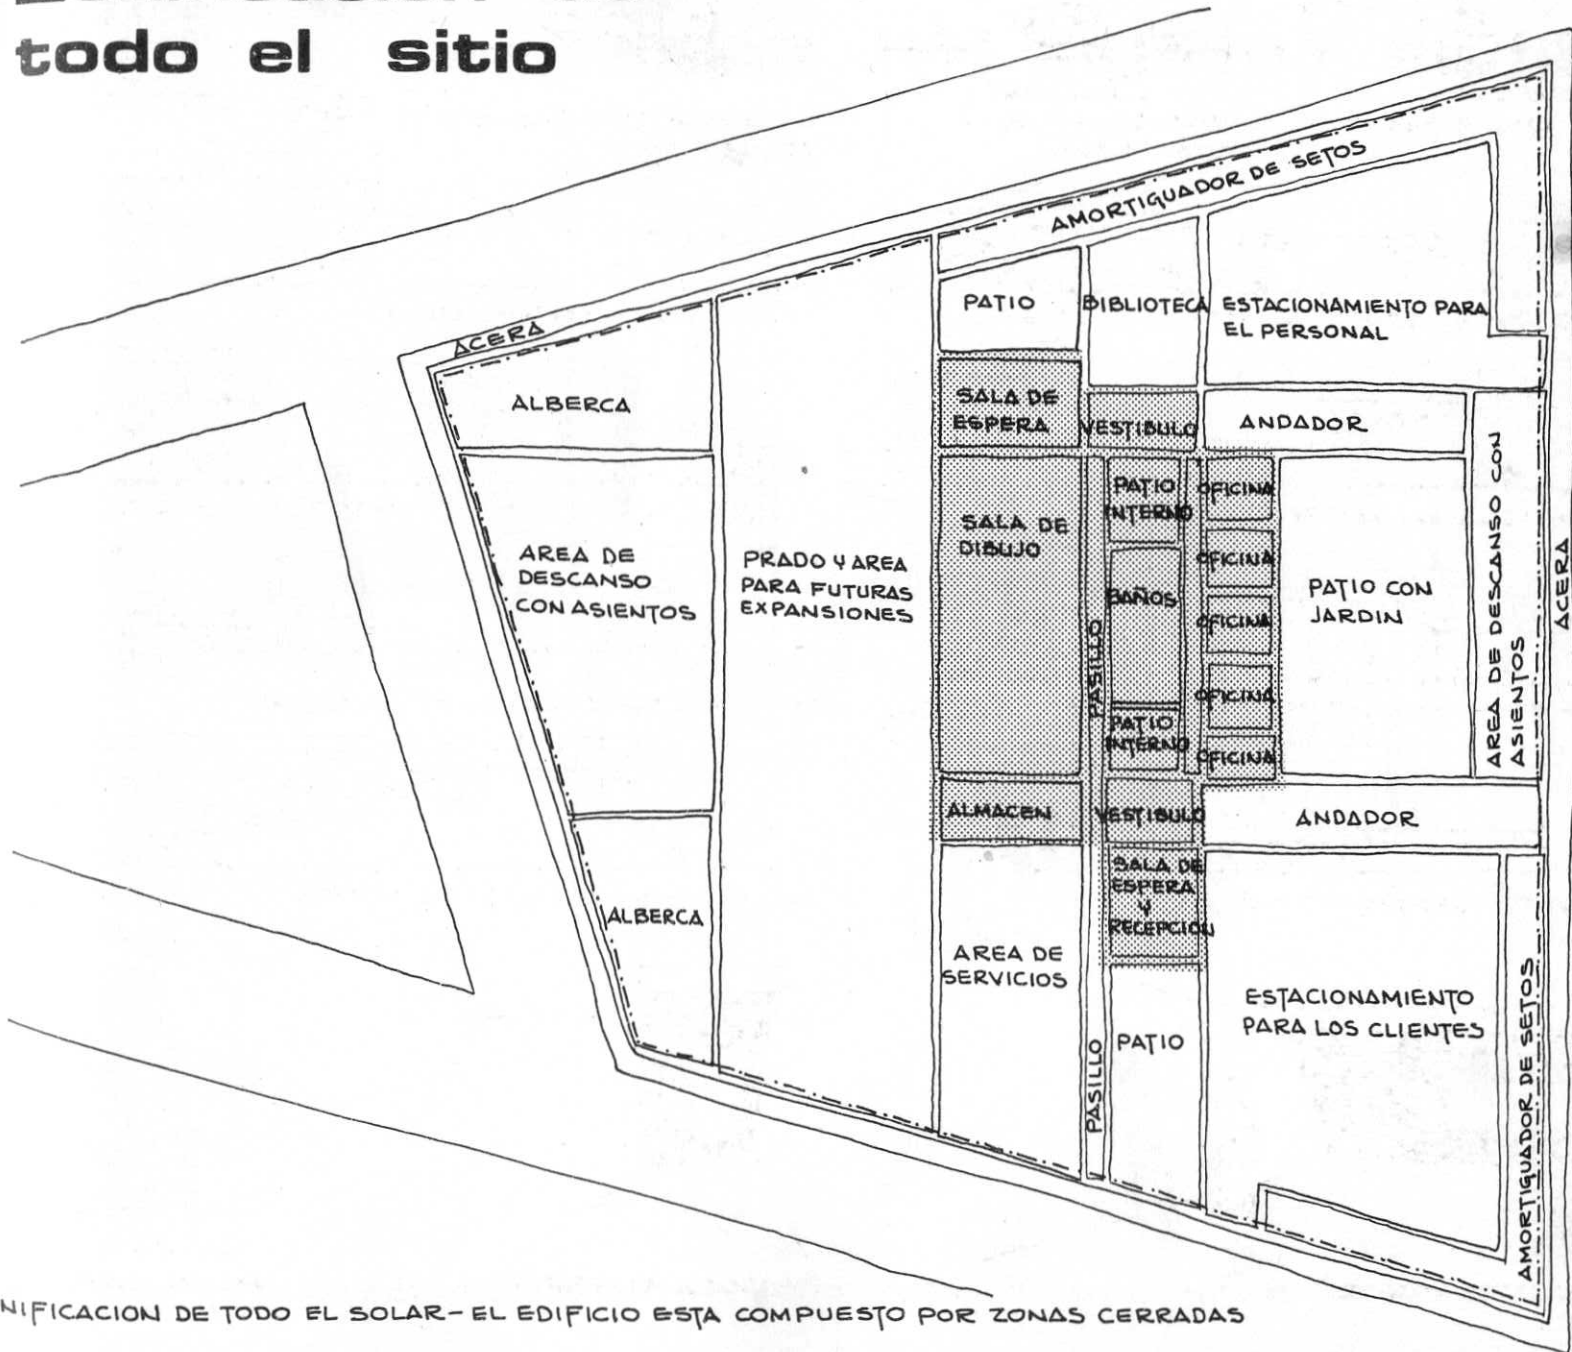 todo el sitio
AMORTIGUADOR DE SETOS
ACERA
PATIO
BIBLIOTECA
ESTACIONAMIENTO PARA
EL PERSONAL
ALBERCA
SALA DE
ESPERA
VESTIBULO
ANDADOR
AREA DE
DESCANSO
CON ASIENTOS
PRADO Y AREA
PARA FUTURAS
EXPANSIONES
SALA DE
DIBUJO
PASILLO
PATIO
INTERNO
BAÑOS
PATIO
INTERNO
OFICINA
OFICINA
OFICINA
OFICINA
OFICINA
PATIO CON
JARDIN
AREA DE DESCANSO CON
ASIENTOS
ACERA
ALMACEN
VESTIBULO
ANDADOR
ALBERCA
AREA DE
SERVICIOS
SALA DE
ESPERA
Y
RECEPCION
PASILLO
PATIO
ESTACIONAMIENTO
PARA LOS CLIENTES
AMORTIGUADOR DE SETOS
NIFICACION DE TODO EL SOLAR - EL EDIFICIO ESTA COMPUESTO POR ZONAS CERRADAS